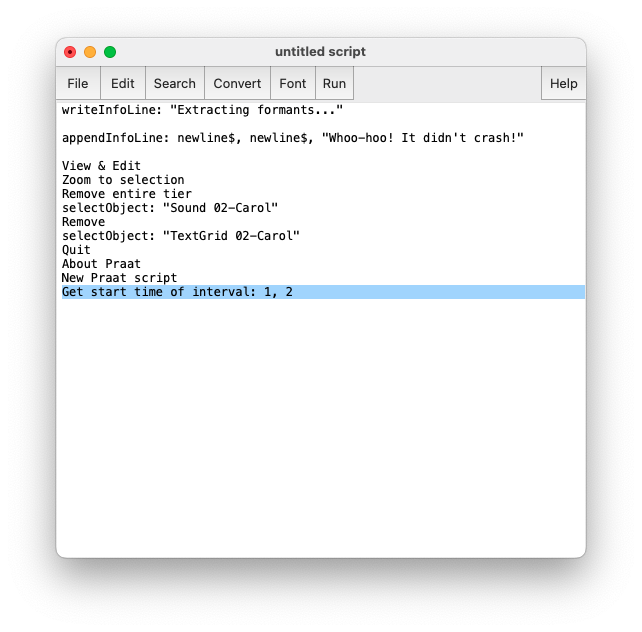 untitled script
File Edit Search Convert Font Run Help
writeInfoLine: "Extracting formants..."
appendInfoLine: newline$, newline$, "Whoo-hoo! It didn't crash!"
View & Edit
Zoom to selection
Remove entire tier
selectObject: "Sound 02-Carol"
Remove
selectObject: "TextGrid 02-Carol"
Quit
About Praat
New Praat script
Get start time of interval: 1, 2